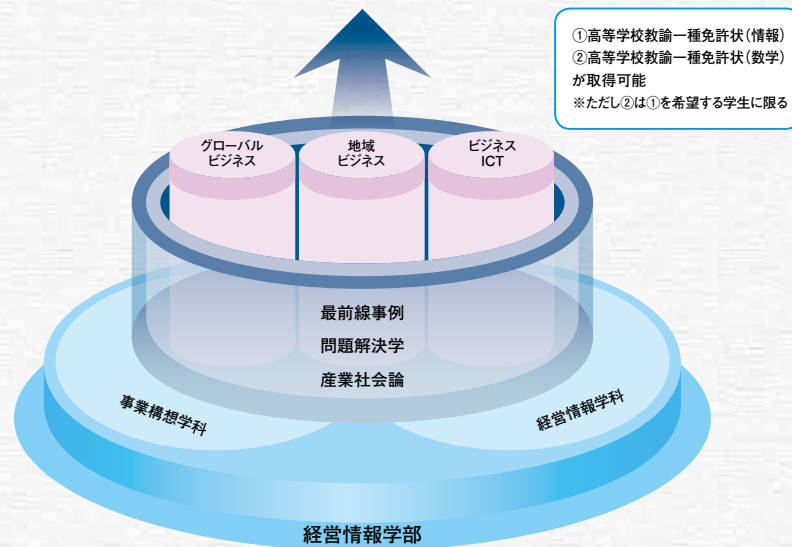 ①高等学校教諭一種免許状(情報)
②高等学校教諭一種免許状(数学)
が取得可能
※ただし②は①を希望する学生に限る
グローバル
ビジネス
地域
ビジネス
ビジネス
ICT
最前線事例
問題解決学
産業社会論
事業構想学科
経営情報学科
経営情報学部